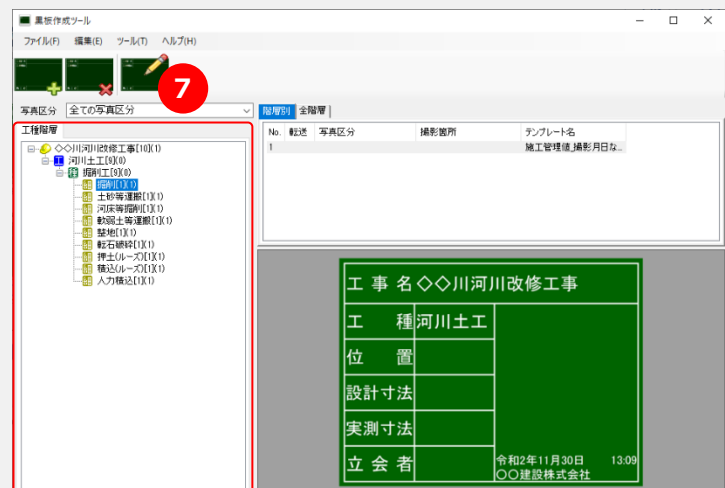 黒板作成ツール
ファイル(F) 編集(E) ツール(T) ヘルプ(H)
7
写真区分 全ての写真区分
階層別 全階層
工種階層
No. 転送 写真区分 撮影箇所 テンプレート名
1 施工管理値_撮影月日な...
◇◇川河川改修工事[10](1)
河川土工[9](0)
掘削工[9](0)
掘削[1](1)
土砂等運搬[1](1)
河床等掘削[1](1)
軟弱土等運搬[1](1)
整地[1](1)
転石破砕[1](1)
押土(ルーズ)[1](1)
積込(ルーズ)[1](1)
人力積込[1](1)
工事名 ◇◇川河川改修工事
工種 河川土工
位置
設計寸法
実測寸法
立会者
令和2年11月30日 13:09
〇〇建設株式会社